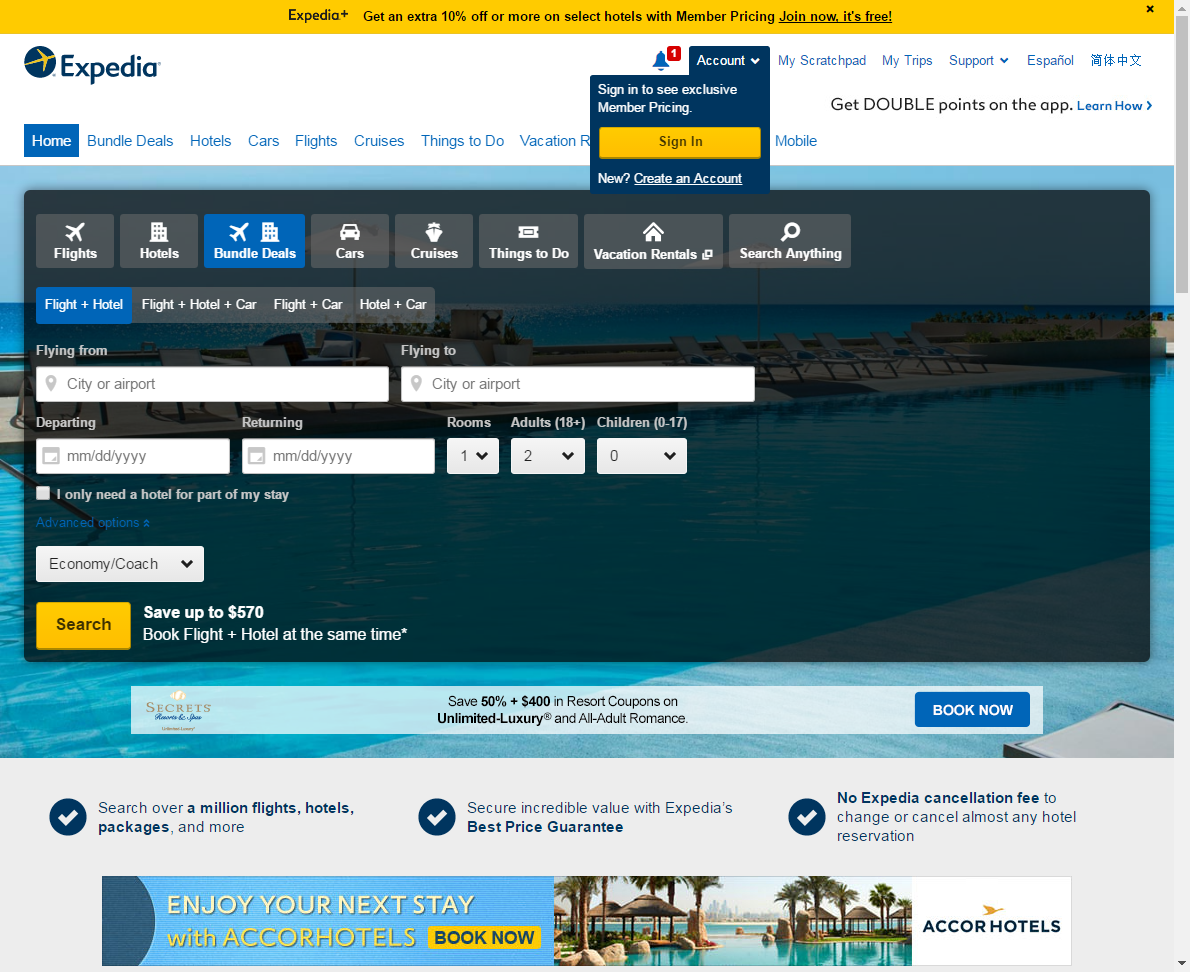 Expedia+ Get an extra 10% off or more on select hotels with Member Pricing Join now, it's free!
Expedia
1
Account
My Scratchpad
My Trips
Support
Español
简体中文
Sign in to see exclusive
Member Pricing.
Sign In
New? Create an Account
Get DOUBLE points on the app. Learn How
Home
Bundle Deals
Hotels
Cars
Flights
Cruises
Things to Do
Vacation R
Mobile
Flights
Hotels
Bundle Deals
Cars
Cruises
Things to Do
Vacation Rentals
Search Anything
Flight + Hotel
Flight + Hotel + Car
Flight + Car
Hotel + Car
Flying from
Flying to
City or airport
City or airport
Departing
Returning
Rooms
Adults (18+)
Children (0-17)
mm/dd/yyyy
mm/dd/yyyy
1
2
0
I only need a hotel for part of my stay
Advanced options
Economy/Coach
Search
Save up to $570
Book Flight + Hotel at the same time*
SECRETS
Resorts & Spas
Unlimited-Luxury®
Save 50% + $400 in Resort Coupons on
Unlimited-Luxury® and All-Adult Romance.
BOOK NOW
Search over a million flights, hotels,
packages, and more
Secure incredible value with Expedia's
Best Price Guarantee
No Expedia cancellation fee to
change or cancel almost any hotel
reservation
ENJOY YOUR NEXT STAY
with ACCORHOTELS BOOK NOW
ACCORHOTELS